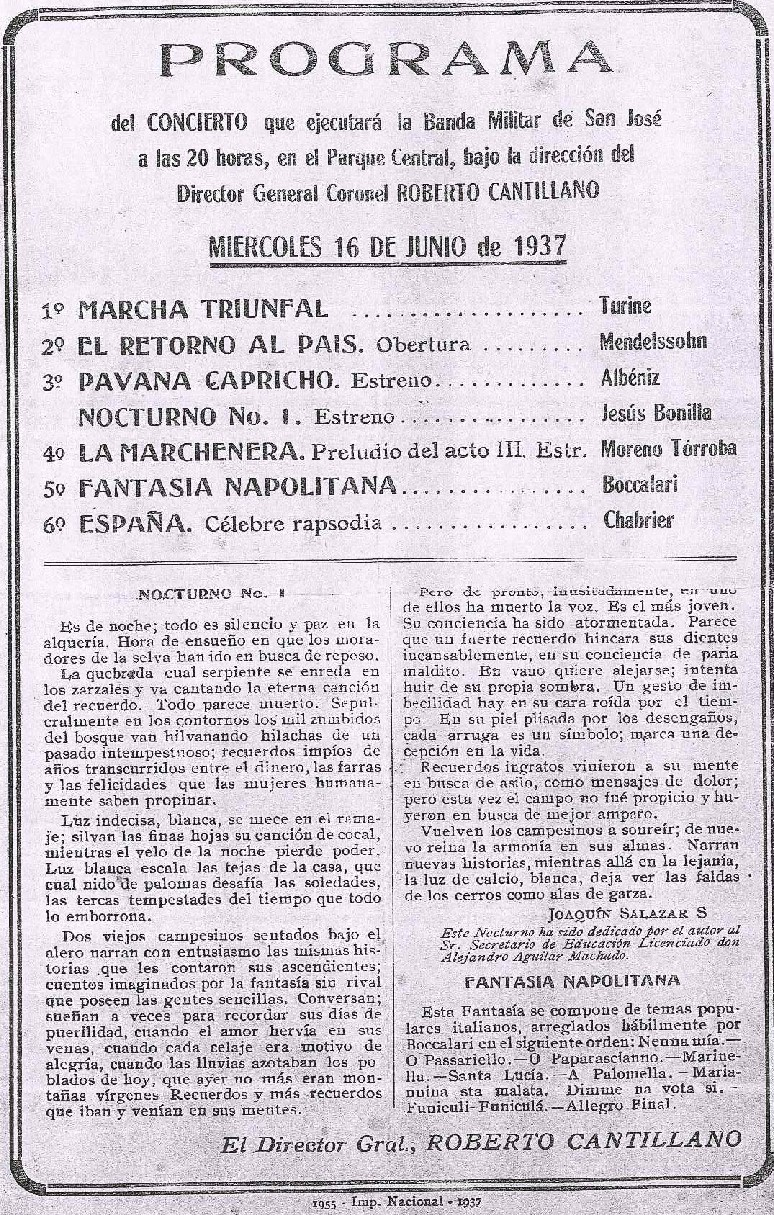 PROGRAMA
del CONCIERTO que ejecutará la Banda Militar de San José
a las 20 horas, en el Parque Central, bajo la dirección del
Director General Coronel ROBERTO CANTILLANO
MIERCOLES 16 DE JUNIO de 1937
1º MARCHA TRIUNFAL .................... Turine
2º EL RETORNO AL PAIS. Obertura ......... Mendelssohn
3º PAVANA CAPRICHO. Estreno............. Albéniz
NOCTURNO No. 1. Estreno................ Jesús Bonilla
4º LA MARCHENERA. Preludio del acto III. Estr. Moreno Tórroba
5º FANTASIA NAPOLITANA................ Boccalari
6º ESPAÑA. Célebre rapsodia ................. Chabrier
NOCTURNO No. 1
Es de noche; todo es silencio y paz en la
alquería. Hora de ensueño en que los mora-
dores de la selva han ido en busca de reposo.
La quebrada cual serpiente se enreda en
los zarzales y va cantando la eterna canción
del recuerdo. Todo parece muerto. Sepul-
cralmente en los contornos los mil zumbidos
del bosque van hilvanando hilachas de un
pasado intempestuoso; recuerdos impíos de
años transcurridos entre el dinero, las farras
y las felicidades que las mujeres humana-
mente saben propinar.
Luz indecisa, blanca, se mece en el rama-
je; silvan las finas hojas su canción de cocal,
mientras el velo de la noche pierde poder.
Luz blanca escala las tejas de la casa, que
cual nido de palomas desafía las soledades,
las tercas tempestades del tiempo que todo
lo emborrona.
Dos viejos campesinos sentados bajo el
alero narran con entusiasmo las mismas his-
torias que les contaron sus ascendientes;
cuentos imaginados por la fantasía sin rival
que poseen las gentes sencillas. Conversan;
sueñan a veces para recordar sus días de
puerilidad, cuando el amor hervía en sus
venas, cuando cada celaje era motivo de
alegría, cuando las lluvias azotaban los po
blados de hoy, que ayer no más eran mon-
tañas vírgenes Recuerdos y más recuerdos
que iban y venían en sus mentes.
Pero de pronto, inusitadamente, en uno
de ellos ha muerto la voz. Es el más joven.
Su conciencia ha sido atormentada. Parece
que un fuerte recuerdo hincara sus dientes
incansablemente, en su conciencia de paria
maldito. En vano quiere alejarse; intenta
huir de su propia sombra. Un gesto de im-
becilidad hay en su cara roída por el tiem-
po En su piel plisada por los desengaños,
cada arruga es un símbolo; marca una de-
cepción en la vida.
Recuerdos ingratos vinieron a su mente
en busca de asilo, como mensajes de dolor;
pero esta vez el campo no fué propicio y hu-
yeron en busca de mejor amparo.
Vuelven los campesinos a soureír; de nue-
vo reina la armonía en sus almas. Narran
nuevas historias, mientras allá en la lejanía,
la luz de calcio, blanca, deja ver las faldas
de los cerros como alas de garza.
JOAQUÍN SALAZAR S
Este Nocturno ha sido dedicado por el autor al
Sr. Secretario de Educación Licenciado don
Alejandro Aguilar Machado.
FANTASIA NAPOLITANA
Esta Fantasía se compone de temas popu-
lares italianos, arreglados hábilmente por
Boccalari en el siguiente orden: Nenna mía.—
O Passariello.—O Paparascianno.—Marine-
llu.—Santa Lucía.—A Palomella.—Maria-
nuina sta malata. Dimme na vota si. -
Funiculi-Funiculá.—Allegro Final.
El Director Gral., ROBERTO CANTILLANO
1955 - Imp. Nacional - 1937